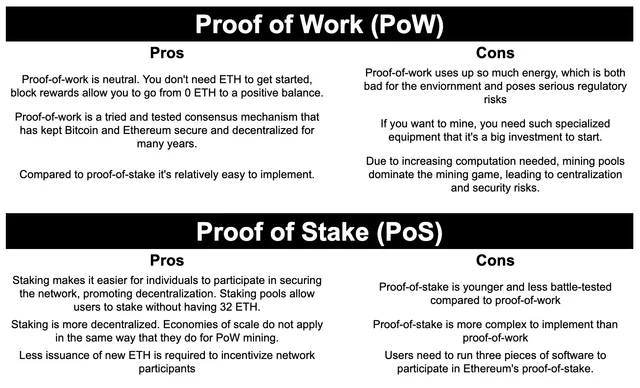 Proof of Work (PoW)
Pros
Proof-of-work is neutral. You don't need ETH to get started,
block rewards allow you to go from 0 ETH to a positive balance.
Proof-of-work is a tried and tested consensus mechanism that
has kept Bitcoin and Ethereum secure and decentralized for
many years.
Compared to proof-of-stake it's relatively easy to implement.
Cons
Proof-of-work uses up so much energy, which is both
bad for the enviornment and poses serious regulatory
risks
If you want to mine, you need such specialized
equipment that it's a big investment to start.
Due to increasing computation needed, mining pools
dominate the mining game, leading to centralization
and security risks.
Proof of Stake (PoS)
Pros
Staking makes it easier for individuals to participate in securing
the network, promoting decentralization. Staking pools allow
users to stake without having 32 ETH.
Staking is more decentralized. Economies of scale do not apply
in the same way that they do for PoW mining.
Less issuance of new ETH is required to incentivize network
participants
Cons
Proof-of-stake is younger and less battle-tested
compared to proof-of-work
Proof-of-stake is more complex to implement than
proof-of-work
Users need to run three pieces of software to
participate in Ethereum's proof-of-stake.